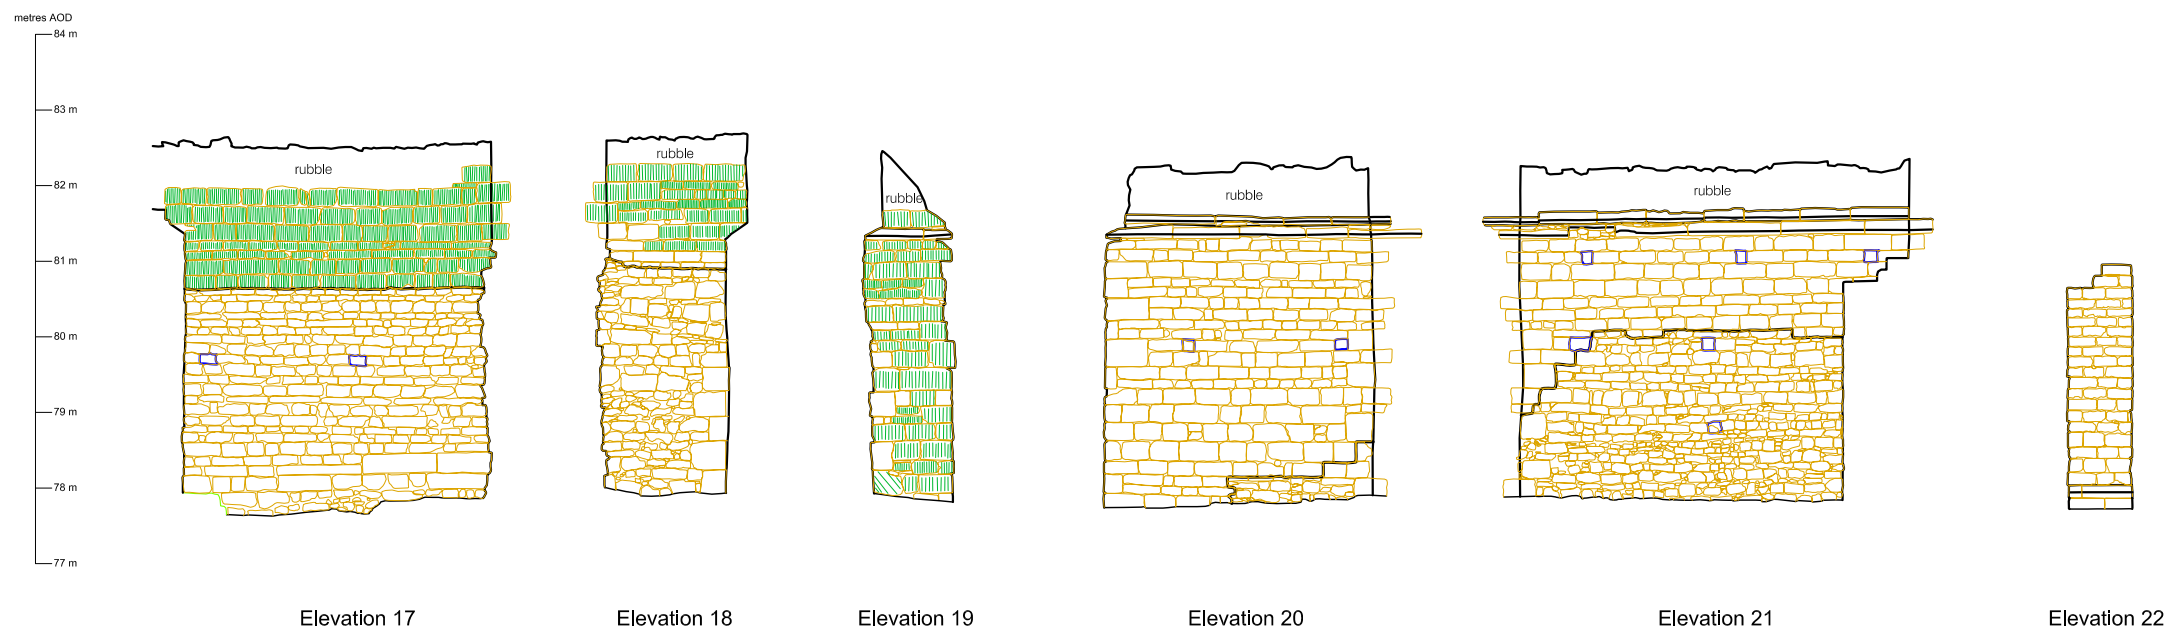 metres AOD
84 m
83 m
82 m
81 m
80 m
79 m
78 m
77 m
rubble
rubble
rubble
rubble
rubble
Elevation 17
Elevation 18
Elevation 19
Elevation 20
Elevation 21
Elevation 22